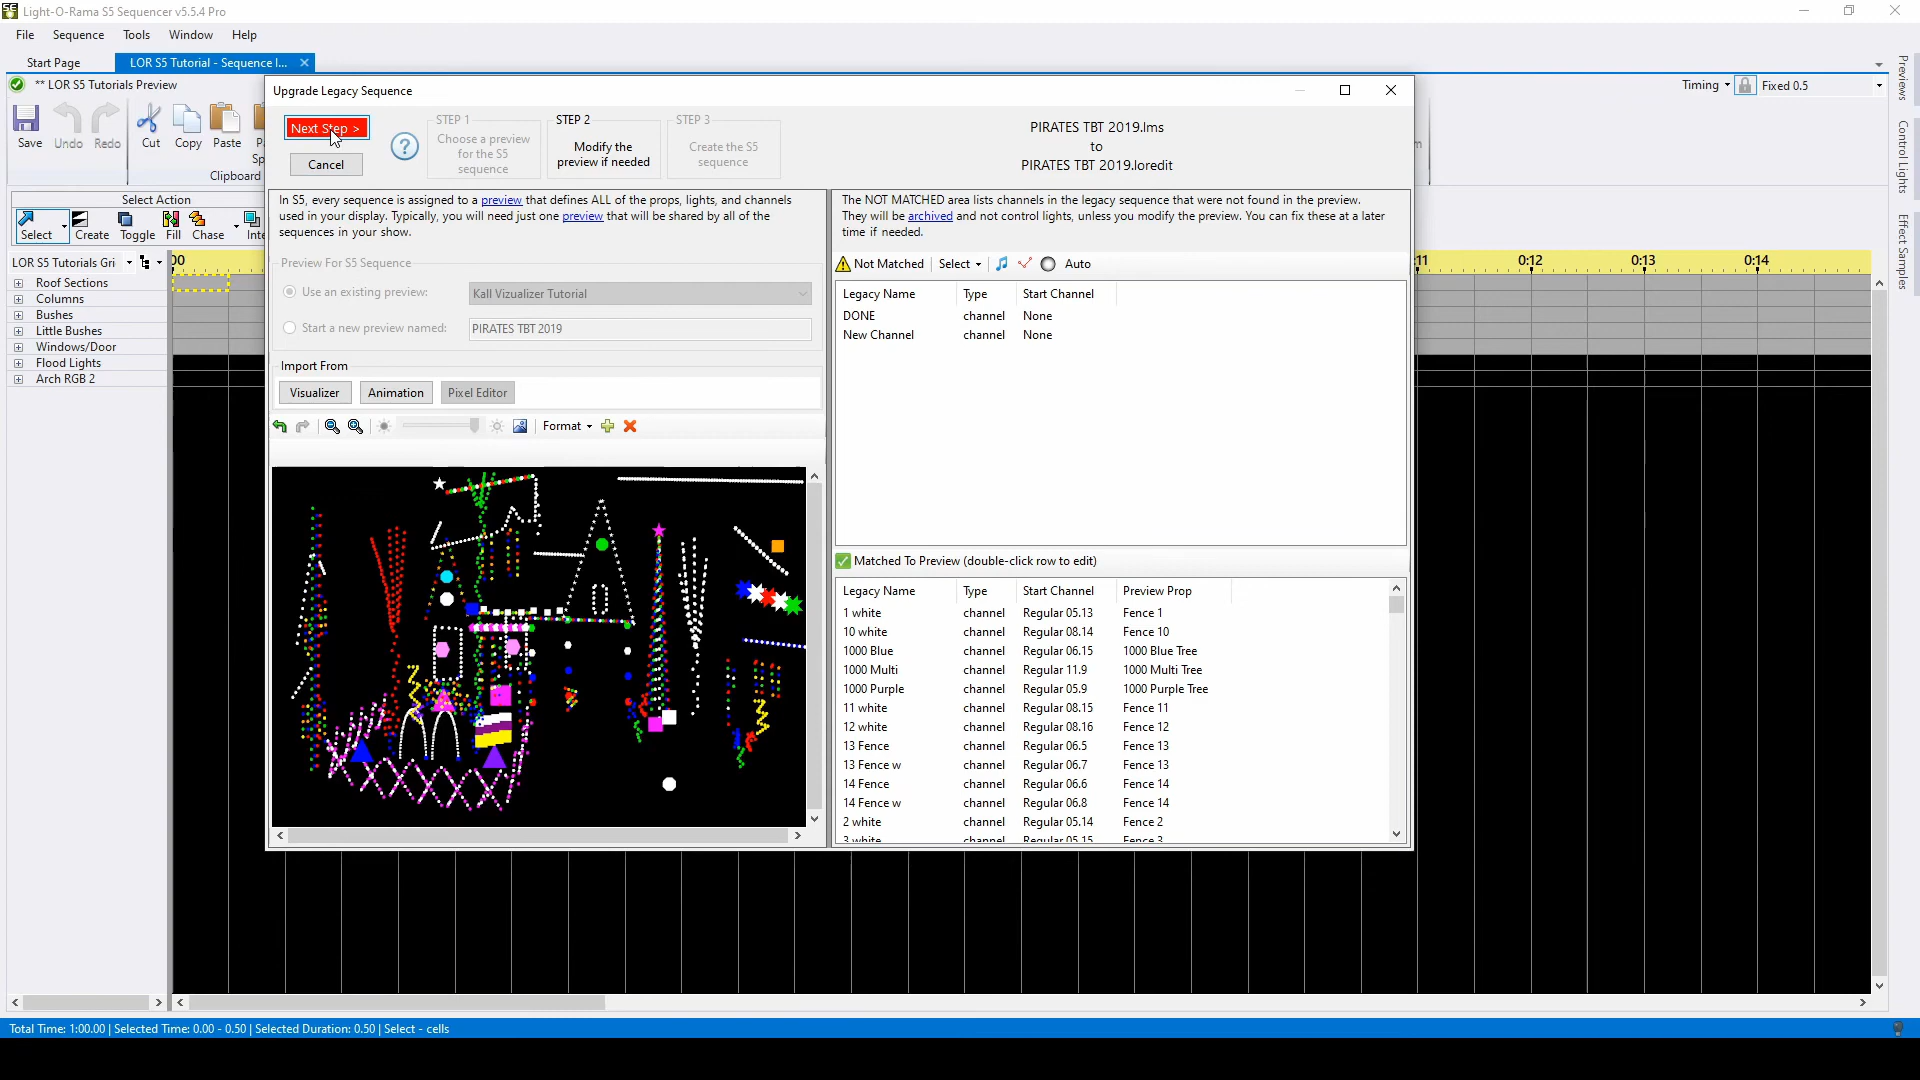 Light-O-Rama S5 Sequencer v5.5.4 Pro
File Sequence Tools Window Help
Start Page LOR S5 Tutorial - Sequence I...
** LOR S5 Tutorials Preview
Timing Fixed 0.5
Save Undo Redo Cut Copy Paste
Sp
Clipboard
Select Action
Select Create Toggle Fill Chase Inte
LOR S5 Tutorials Gri
Roof Sections
Columns
Bushes
Little Bushes
Windows/Door
Flood Lights
Arch RGB 2
00 :11 0:12 0:13 0:14
Previews
Control Lights
Effect Samples
Upgrade Legacy Sequence
Next Step >
Cancel
STEP 1
Choose a preview
for the S5
sequence
STEP 2
Modify the
preview if needed
STEP 3
Create the S5
sequence
PIRATES TBT 2019.lms
to
PIRATES TBT 2019.loredit
In S5, every sequence is assigned to a preview that defines ALL of the props, lights, and channels
used in your display. Typically, you will need just one preview that will be shared by all of the
sequences in your show.
Preview For S5 Sequence
Use an existing preview: Kall Vizualizer Tutorial
Start a new preview named: PIRATES TBT 2019
Import From
Visualizer Animation Pixel Editor
Format
The NOT MATCHED area lists channels in the legacy sequence that were not found in the preview.
They will be archived and not control lights, unless you modify the preview. You can fix these at a later
time if needed.
Not Matched Select Auto
Legacy Name Type Start Channel
DONE channel None
New Channel channel None
Matched To Preview (double-click row to edit)
Legacy Name Type Start Channel Preview Prop
1 white channel Regular 05.13 Fence 1
10 white channel Regular 08.14 Fence 10
1000 Blue channel Regular 06.15 1000 Blue Tree
1000 Multi channel Regular 11.9 1000 Multi Tree
1000 Purple channel Regular 05.9 1000 Purple Tree
11 white channel Regular 08.15 Fence 11
12 white channel Regular 08.16 Fence 12
13 Fence channel Regular 06.5 Fence 13
13 Fence w channel Regular 06.7 Fence 13
14 Fence channel Regular 06.6 Fence 14
14 Fence w channel Regular 06.8 Fence 14
2 white channel Regular 05.14 Fence 2
3 white channel Regular 05.15 Fence 3
Total Time: 1:00.00 | Selected Time: 0.00 - 0.50 | Selected Duration: 0.50 | Select - cells